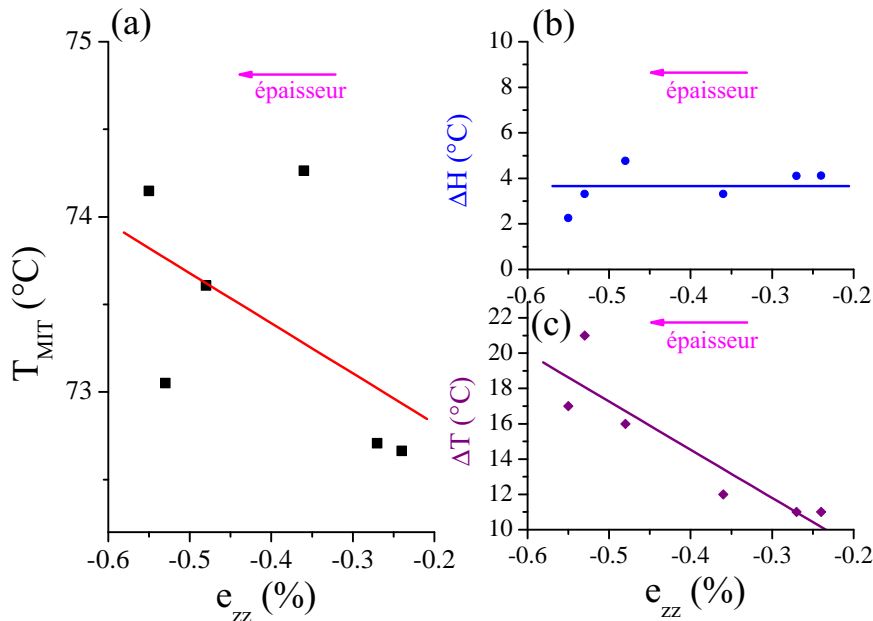 (a)
épaisseur
75
74
73
T_MIT (°C)
-0.6 -0.5 -0.4 -0.3 -0.2
e_zz (%)
(b)
épaisseur
10
8
6
4
2
0
ΔH (°C)
-0.6 -0.5 -0.4 -0.3 -0.2
(c)
épaisseur
22
20
18
16
14
12
10
ΔT (°C)
-0.6 -0.5 -0.4 -0.3 -0.2
e_zz (%)